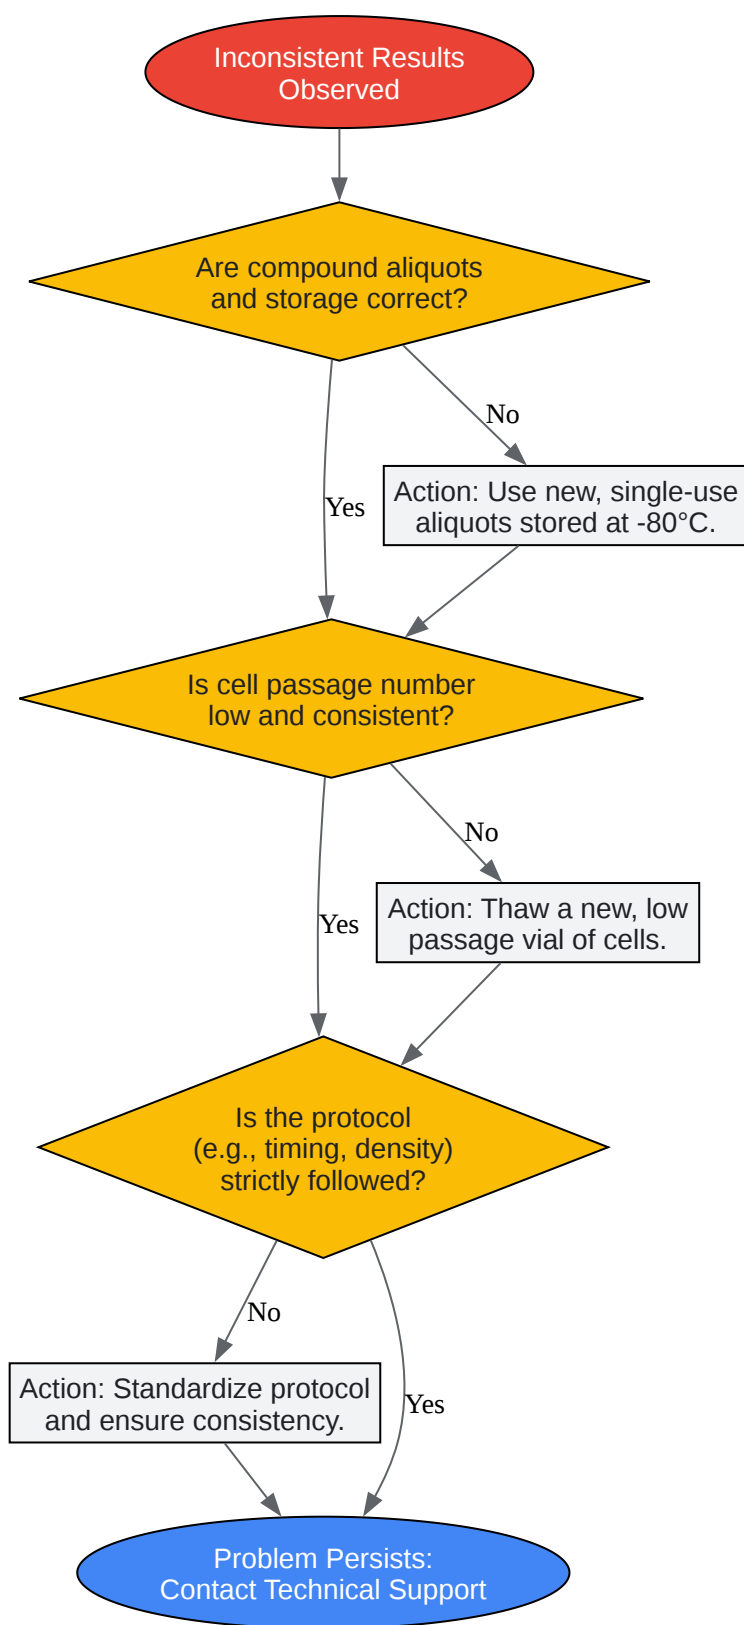 Inconsistent Results
Observed
Are compound aliquots
and storage correct?
No
Action: Use new, single-use
aliquots stored at -80°C.
Yes
Is cell passage number
low and consistent?
No
Action: Thaw a new, low
passage vial of cells.
Yes
Is the protocol
(e.g., timing, density)
strictly followed?
No
Action: Standardize protocol
and ensure consistency.
Yes
Problem Persists:
Contact Technical Support